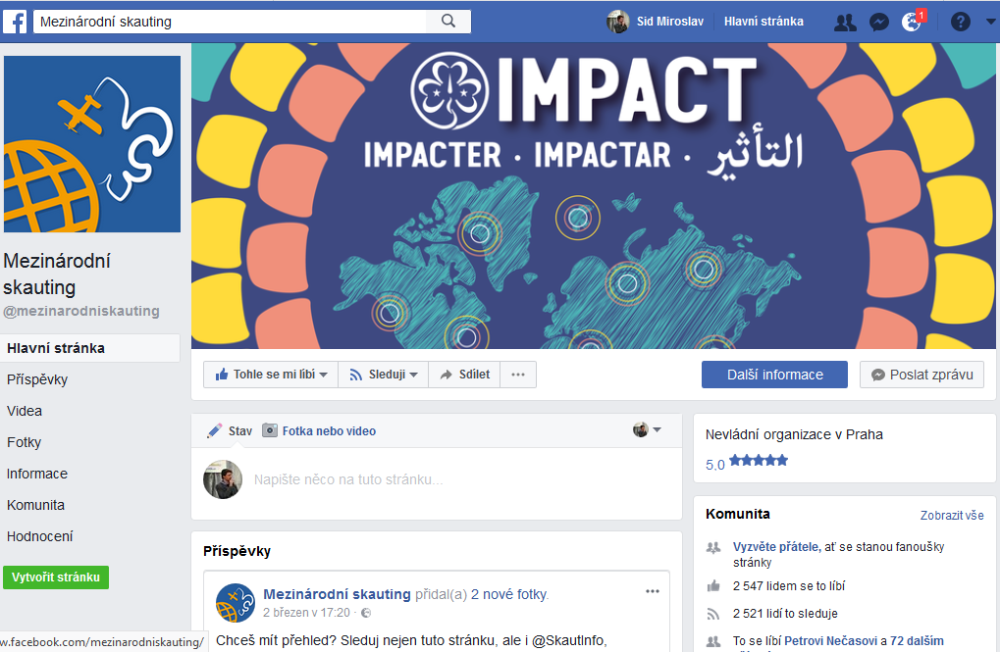 Mezinárodní skauting
Sid Miroslav
Hlavní stránka
1
IMPACT
IMPACTER · IMPACTAR · التأثير
Mezinárodní
skauting
@mezinarodniskauting
Hlavní stránka
Příspěvky
Videa
Fotky
Informace
Komunita
Hodnocení
Vytvořit stránku
Tohle se mi líbí
Sleduji
Sdílet
Další informace
Poslat zprávu
Stav
Fotka nebo video
Napište něco na tuto stránku...
Příspěvky
Mezinárodní skauting přidal(a) 2 nové fotky.
2 březen v 17:20 ·
Chceš mít přehled? Sleduj nejen tuto stránku, ale i @SkautInfo,
Nevládní organizace v Praha
5,0
Komunita
Zobrazit vše
Vyzvěte přátele, ať se stanou fanoušky
stránky
2 547 lidem se to líbí
2 521 lidí to sleduje
To se líbí Petrovi Nečasovi a 72 dalším
w.facebook.com/mezinarodniskauting/